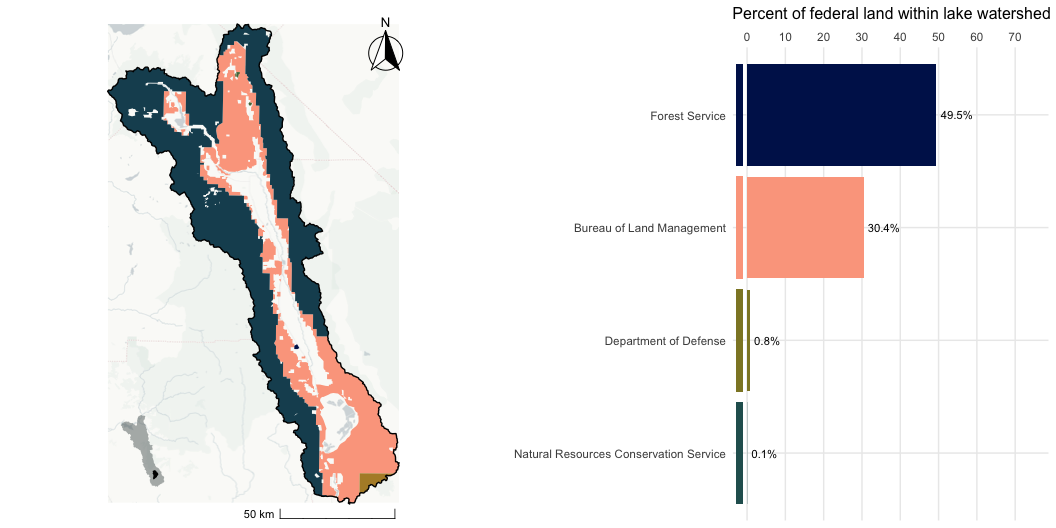 N
50 km
Percent of federal land within lake watershed
0 10 20 30 40 50 60 70
Forest Service 49.5%
Bureau of Land Management 30.4%
Department of Defense 0.8%
Natural Resources Conservation Service 0.1%